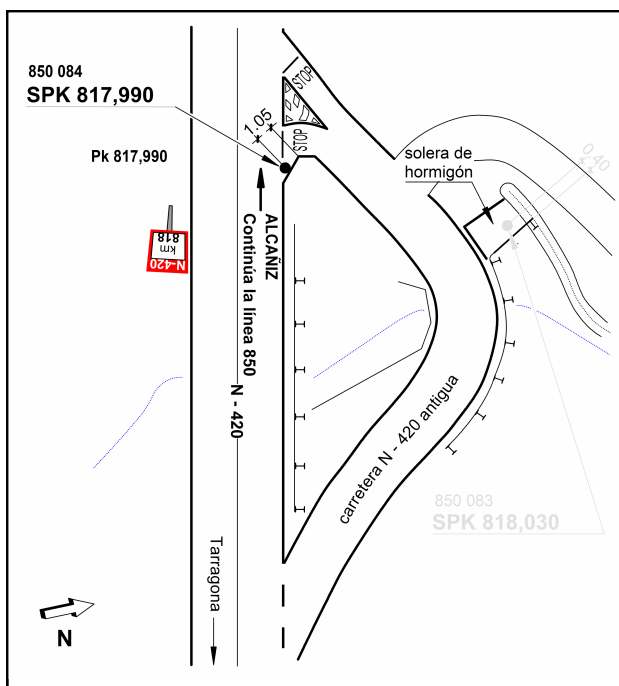 850 084
SPK 817,990
Pk 817,990
1.05
STOP
STOP
solera de
hormigón
0,40
km
818
N-420
ALCAÑIZ
Continúa la línea 850
N - 420
carretera N - 420 antigua
850 083
SPK 818,030
Tarragona
N